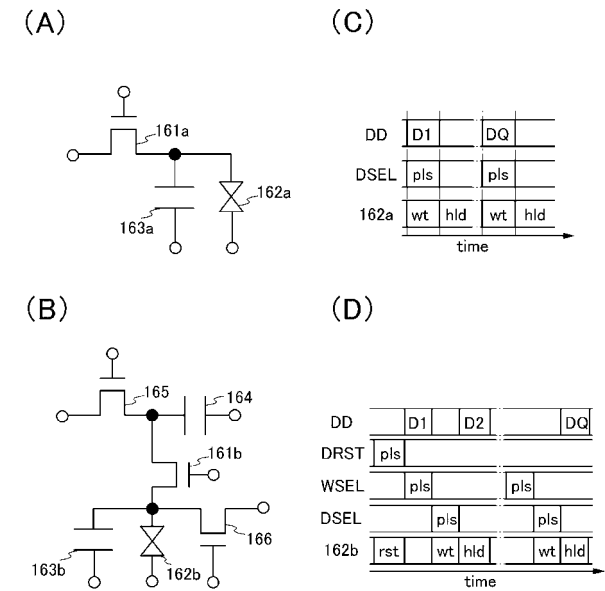 (A)
161a
162a
163a
(C)
DD D1 DQ
DSEL pls pls
162a wt hld wt hld
time
(B)
165
164
161b
166
163b
162b
(D)
DD D1 D2 DQ
DRST pls
WSEL pls pls
DSEL pls pls
162b rst wt hld wt hld
time